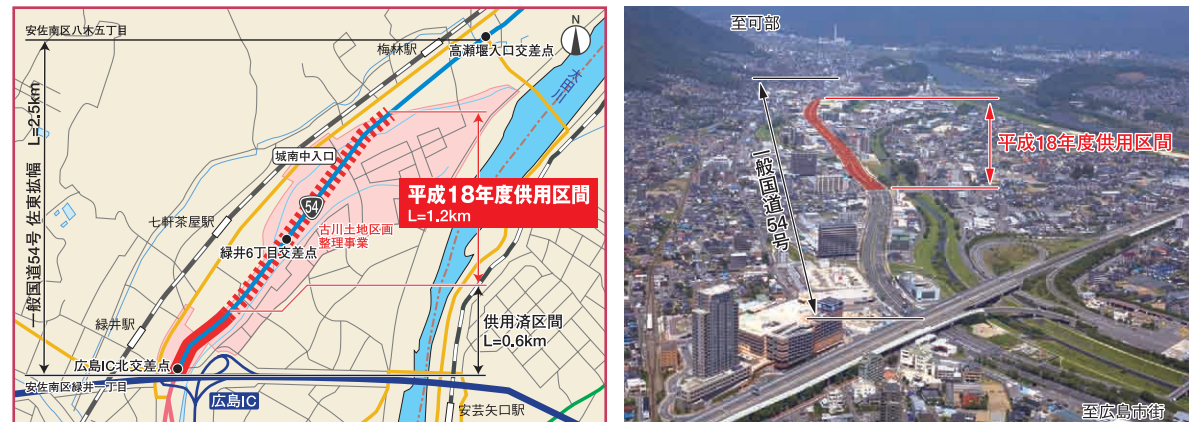 安佐南区八木五丁目
梅林駅
高瀬堰入口交差点
N
太田川
一般国道54号 佐東拡幅 L=2.5km
城南中入口
54
平成18年度供用区間
L=1.2km
七軒茶屋駅
古川土地区画
整理事業
緑井6丁目交差点
緑井駅
供用済区間
L=0.6km
広島IC北交差点
安佐南区緑井一丁目
広島IC
安芸矢口駅
至可部
平成18年度供用区間
一般国道54号
至広島市街